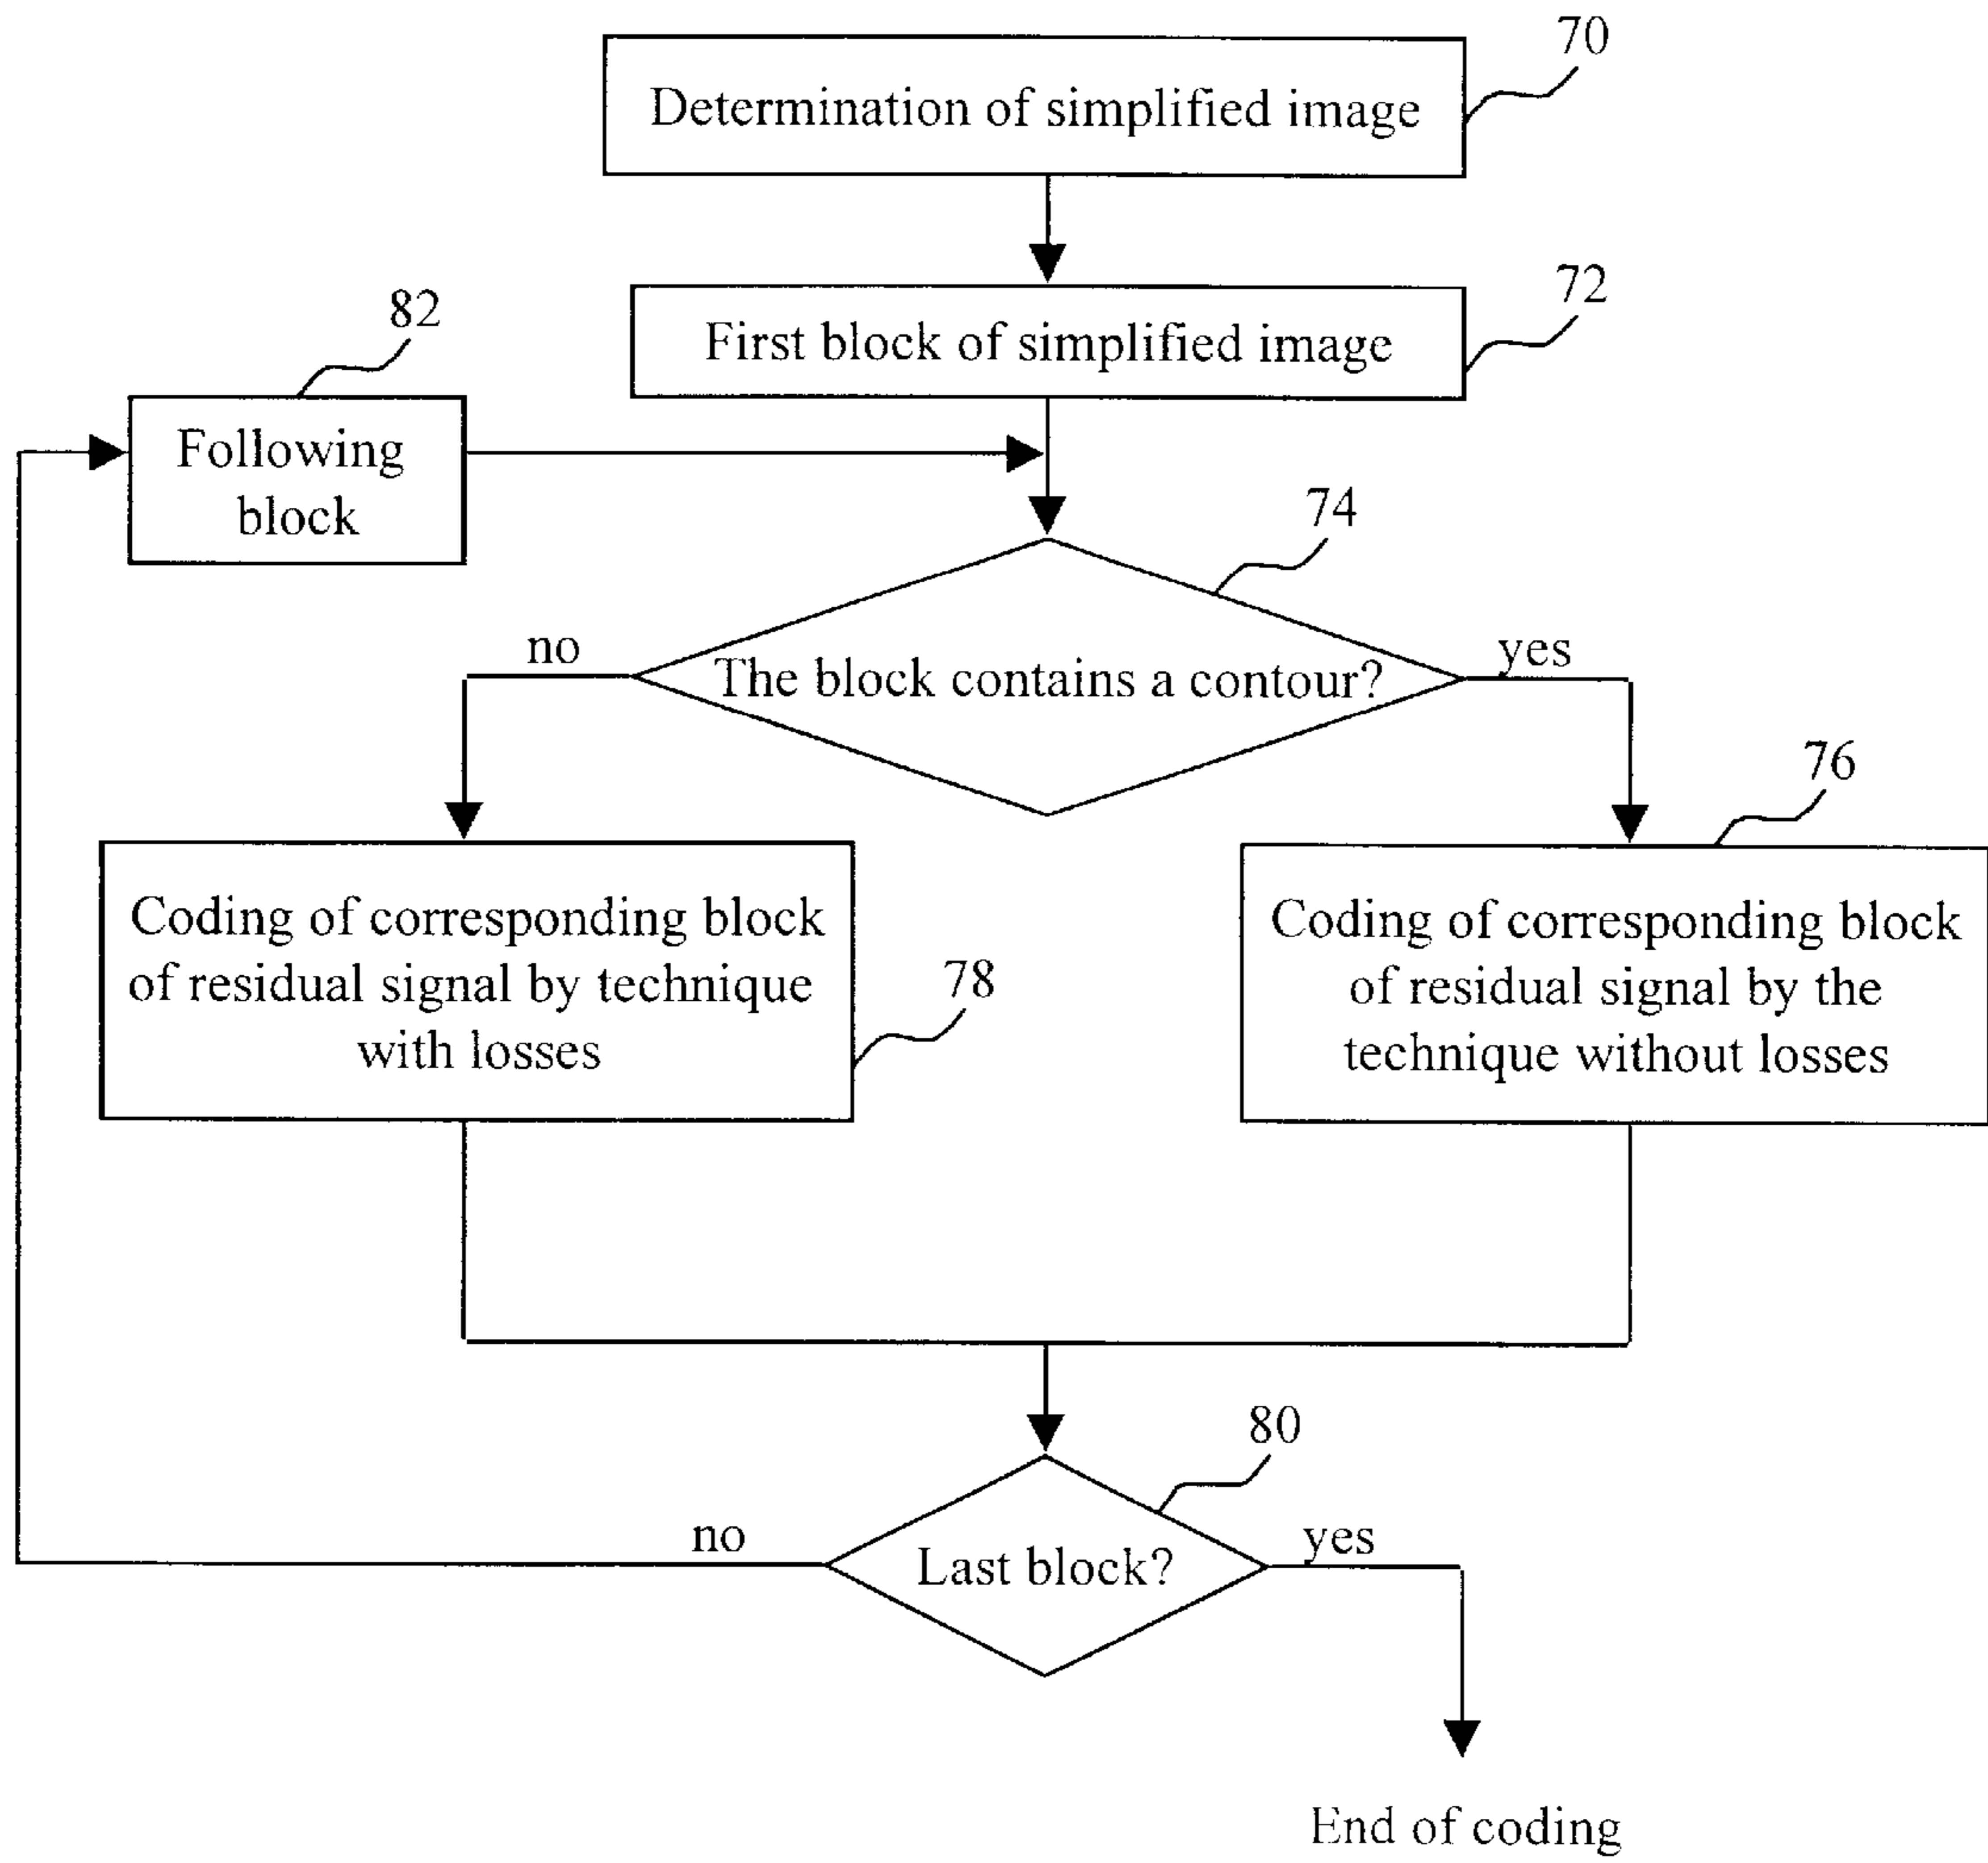 70
Determination of simplified image
72
First block of simplified image
82
Following
block
74
The block contains a contour?
no
yes
76
Coding of corresponding block
of residual signal by technique
with losses
78
Coding of corresponding block
of residual signal by the
technique without losses
80
Last block?
no
yes
End of coding